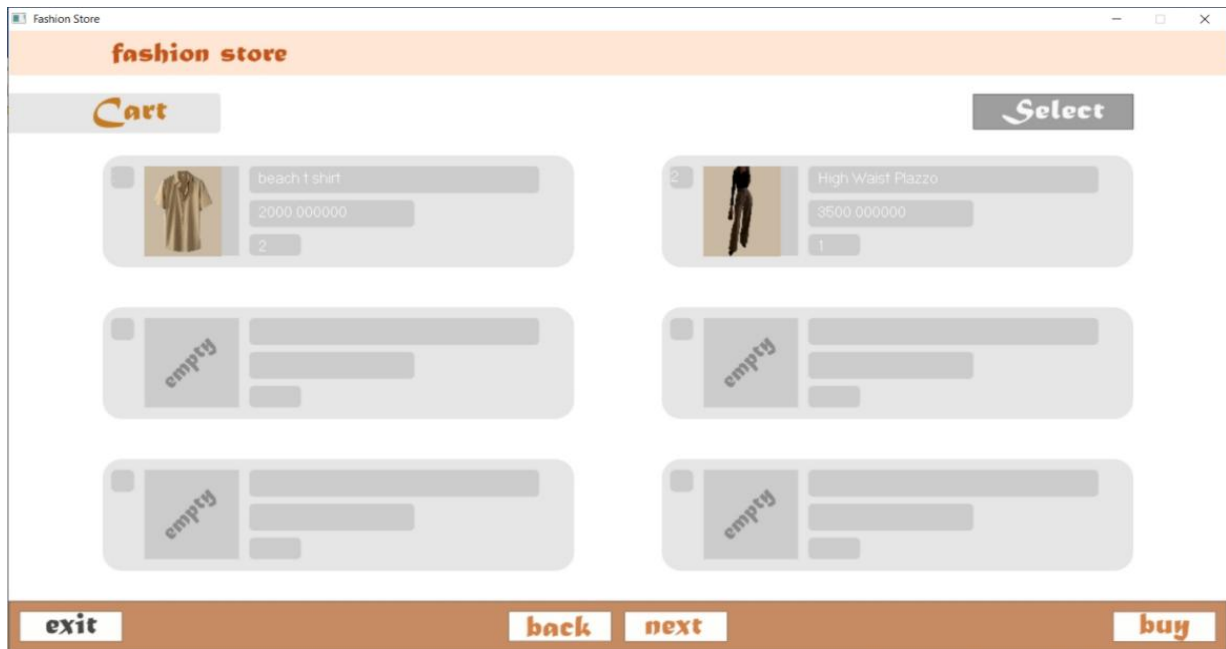 Fashion Store
fashion store
Cart
Select
beach t shirt
2000.000000
2
2
High Waist Plazzo
3500.000000
1
empty
empty
empty
empty
exit
back
next
buy